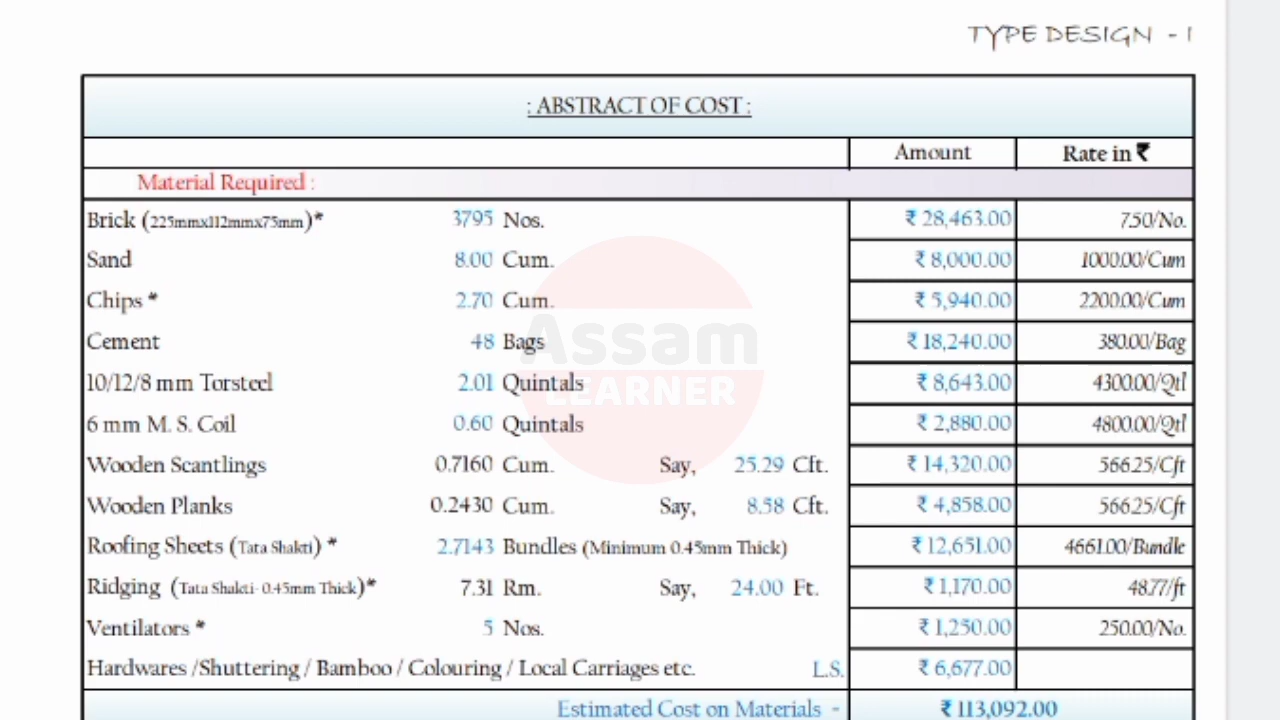 TYPE DESIGN - I
: ABSTRACT OF COST :
Amount Rate in ₹
Material Required :
Brick (225mmx112mmx75mm)* 3795 Nos. ₹ 28,463.00 7.50/No.
Sand 8.00 Cum. ₹ 8,000.00 1000.00/Cum
Chips * 2.70 Cum. ₹ 5,940.00 2200.00/Cum
Cement 48 Bags ₹ 18,240.00 380.00/Bag
10/12/8 mm Torsteel 2.01 Quintals ₹ 8,643.00 4300.00/Qtl
6 mm M. S. Coil 0.60 Quintals ₹ 2,880.00 4800.00/Qtl
Wooden Scantlings 0.7160 Cum. Say, 25.29 Cft. ₹ 14,320.00 566.25/Cft
Wooden Planks 0.2430 Cum. Say, 8.58 Cft. ₹ 4,858.00 566.25/Cft
Roofing Sheets (Tata Shakti) * 2.7143 Bundles (Minimum 0.45mm Thick) ₹ 12,651.00 4661.00/Bundle
Ridging (Tata Shakti- 0.45mm Thick)* 7.31 Rm. Say, 24.00 Ft. ₹ 1,170.00 48.77/ft
Ventilators * 5 Nos. ₹ 1,250.00 250.00/No.
Hardwares /Shuttering / Bamboo / Colouring / Local Carriages etc. L.S. ₹ 6,677.00
Estimated Cost on Materials - ₹ 113,092.00
Assam
LEARNER